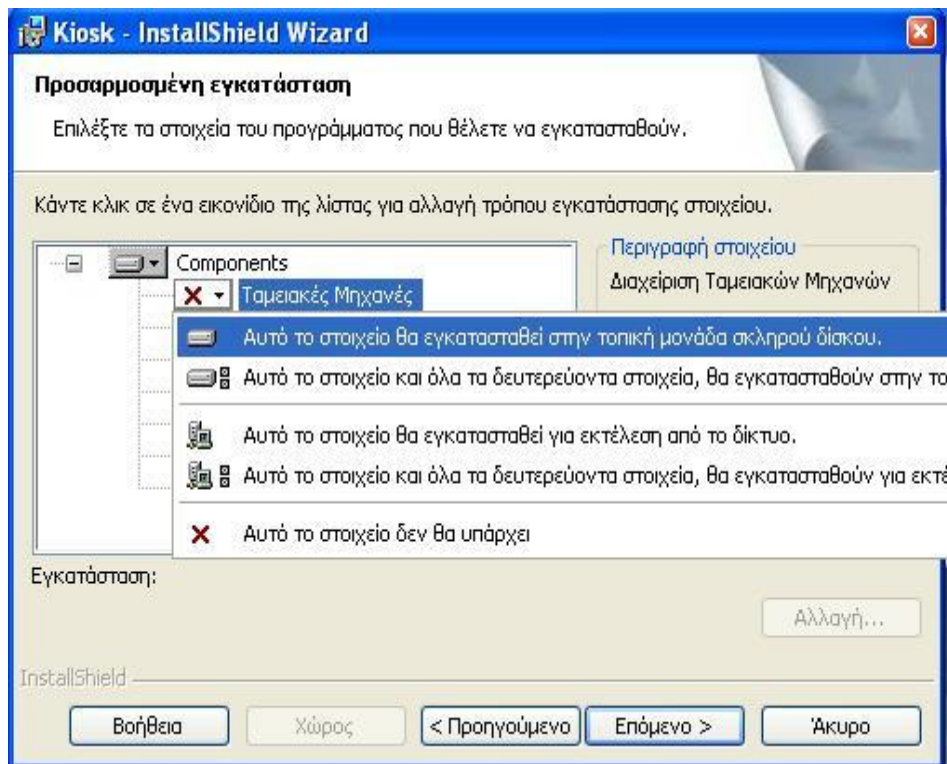 Kiosk - InstallShield Wizard
Προσαρμοσμένη εγκατάσταση
Επιλέξτε τα στοιχεία του προγράμματος που θέλετε να εγκατασταθούν.
Κάντε κλικ σε ένα εικονίδιο της λίστας για αλλαγή τρόπου εγκατάστασης στοιχείου.
Components
Ταμειακές Μηχανές
Περιγραφή στοιχείου
Διαχείριση Ταμειακών Μηχανών
Αυτό το στοιχείο θα εγκατασταθεί στην τοπική μονάδα σκληρού δίσκου.
Αυτό το στοιχείο και όλα τα δευτερεύοντα στοιχεία, θα εγκατασταθούν στην το
Αυτό το στοιχείο θα εγκατασταθεί για εκτέλεση από το δίκτυο.
Αυτό το στοιχείο και όλα τα δευτερεύοντα στοιχεία, θα εγκατασταθούν για εκτέ
Αυτό το στοιχείο δεν θα υπάρχει
Εγκατάσταση:
Αλλαγή...
InstallShield
Βοήθεια
Χώρος
< Προηγούμενο
Επόμενο >
Άκυρο